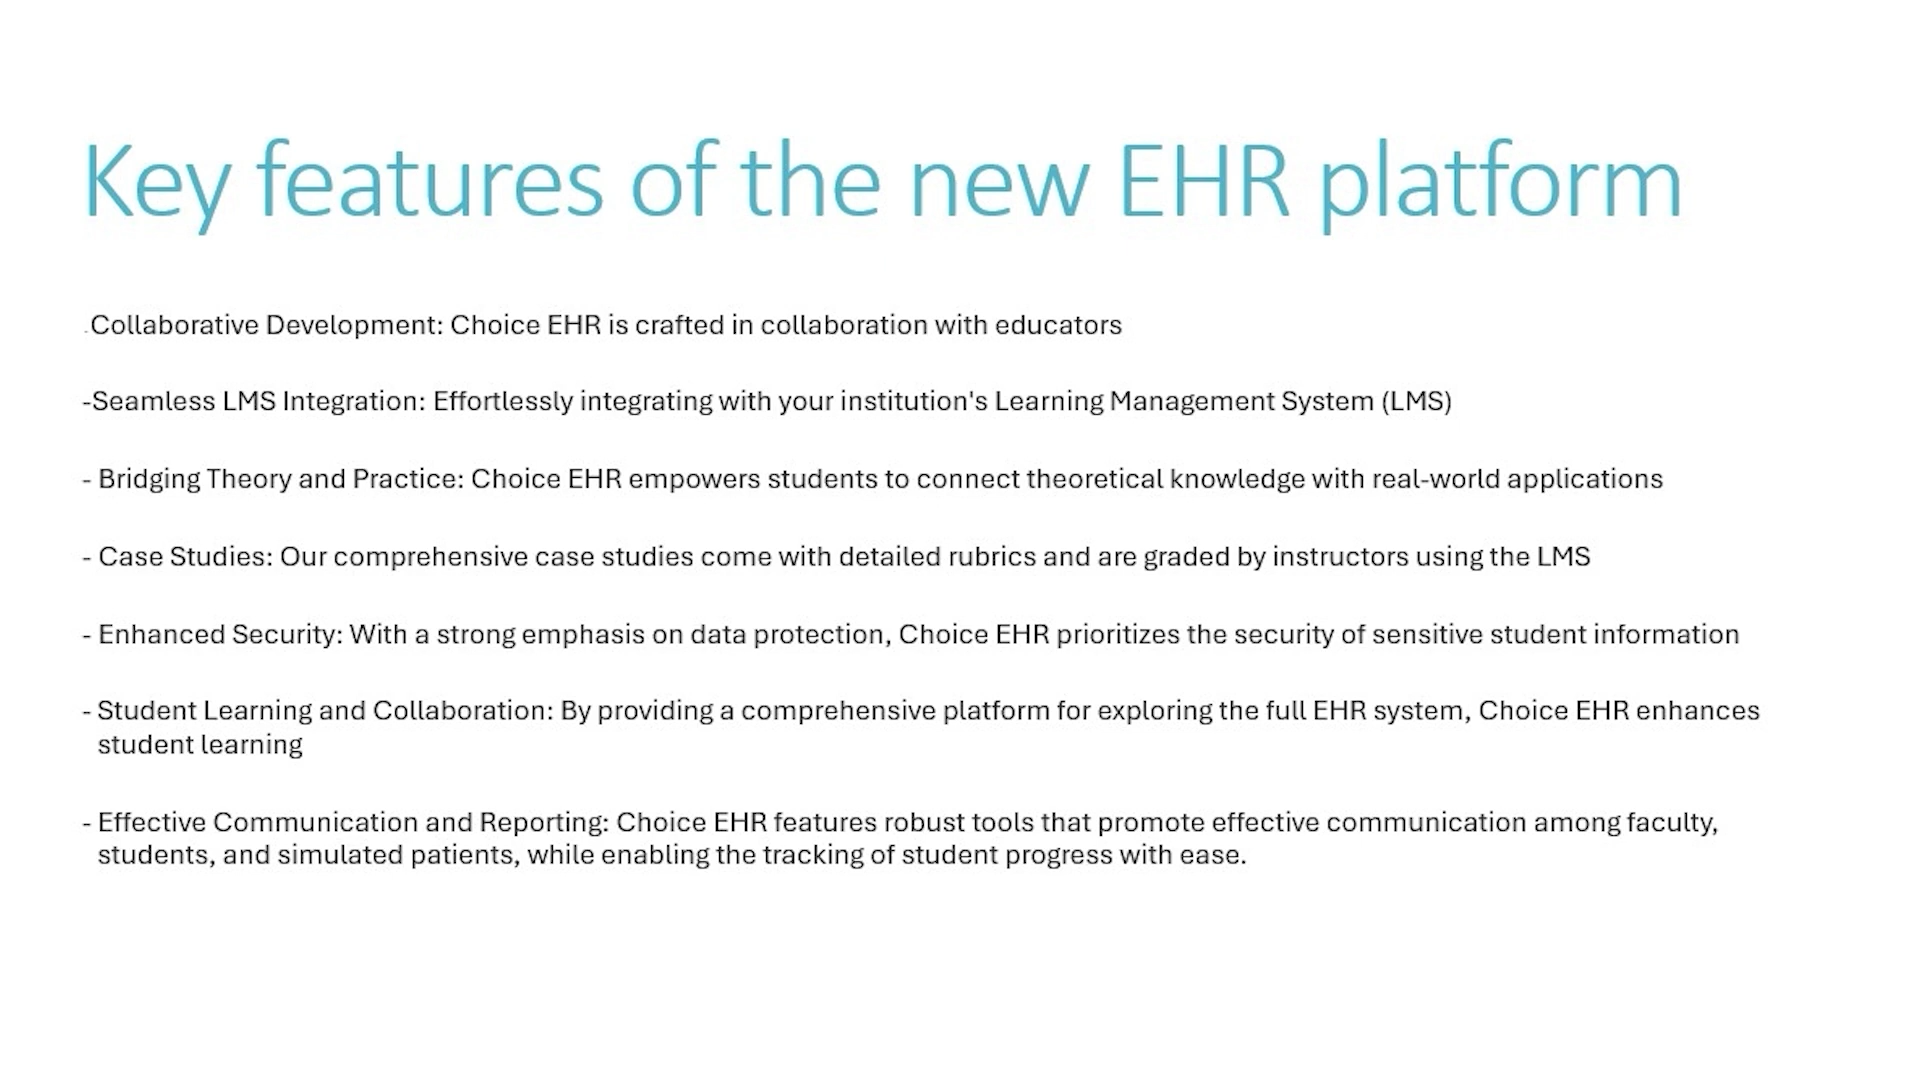 Key features of the new EHR platform
-Collaborative Development: Choice EHR is crafted in collaboration with educators
-Seamless LMS Integration: Effortlessly integrating with your institution's Learning Management System (LMS)
- Bridging Theory and Practice: Choice EHR empowers students to connect theoretical knowledge with real-world applications
- Case Studies: Our comprehensive case studies come with detailed rubrics and are graded by instructors using the LMS
- Enhanced Security: With a strong emphasis on data protection, Choice EHR prioritizes the security of sensitive student information
- Student Learning and Collaboration: By providing a comprehensive platform for exploring the full EHR system, Choice EHR enhances
student learning
- Effective Communication and Reporting: Choice EHR features robust tools that promote effective communication among faculty,
students, and simulated patients, while enabling the tracking of student progress with ease.